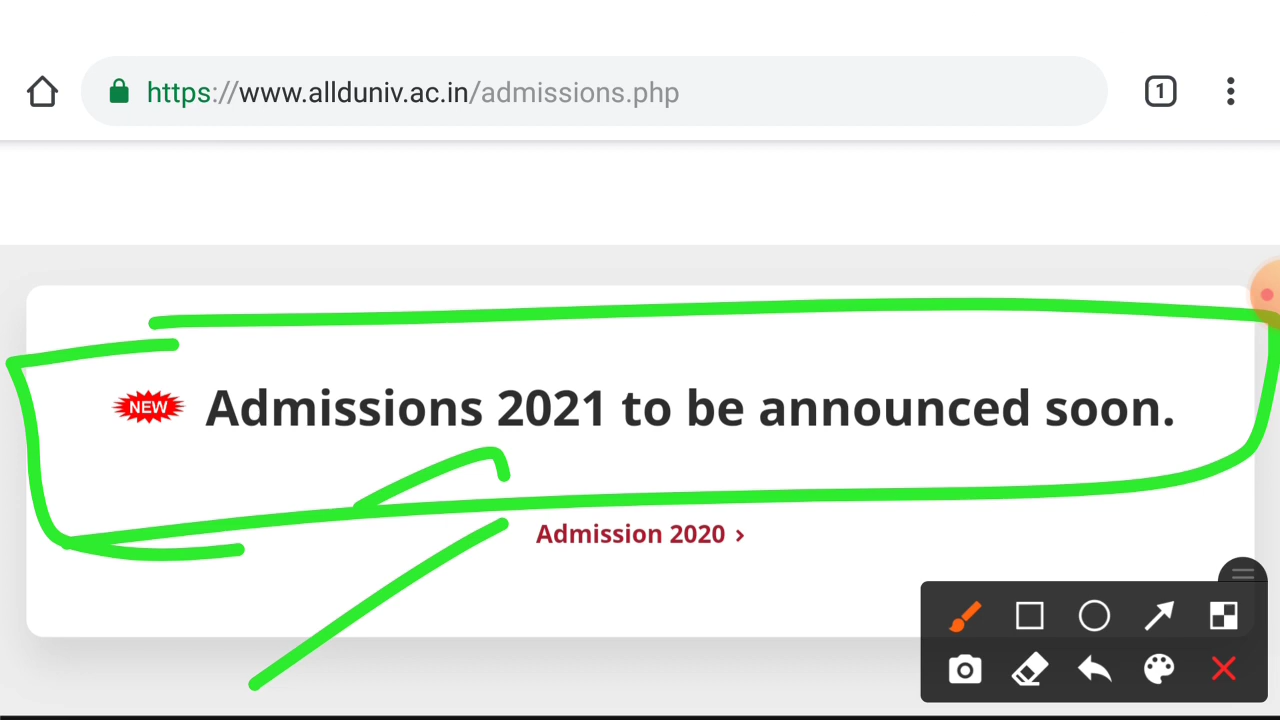 1
https://www.allduniv.ac.in/admissions.php
NEW Admissions 2021 to be announced soon.
Admission 2020 ›